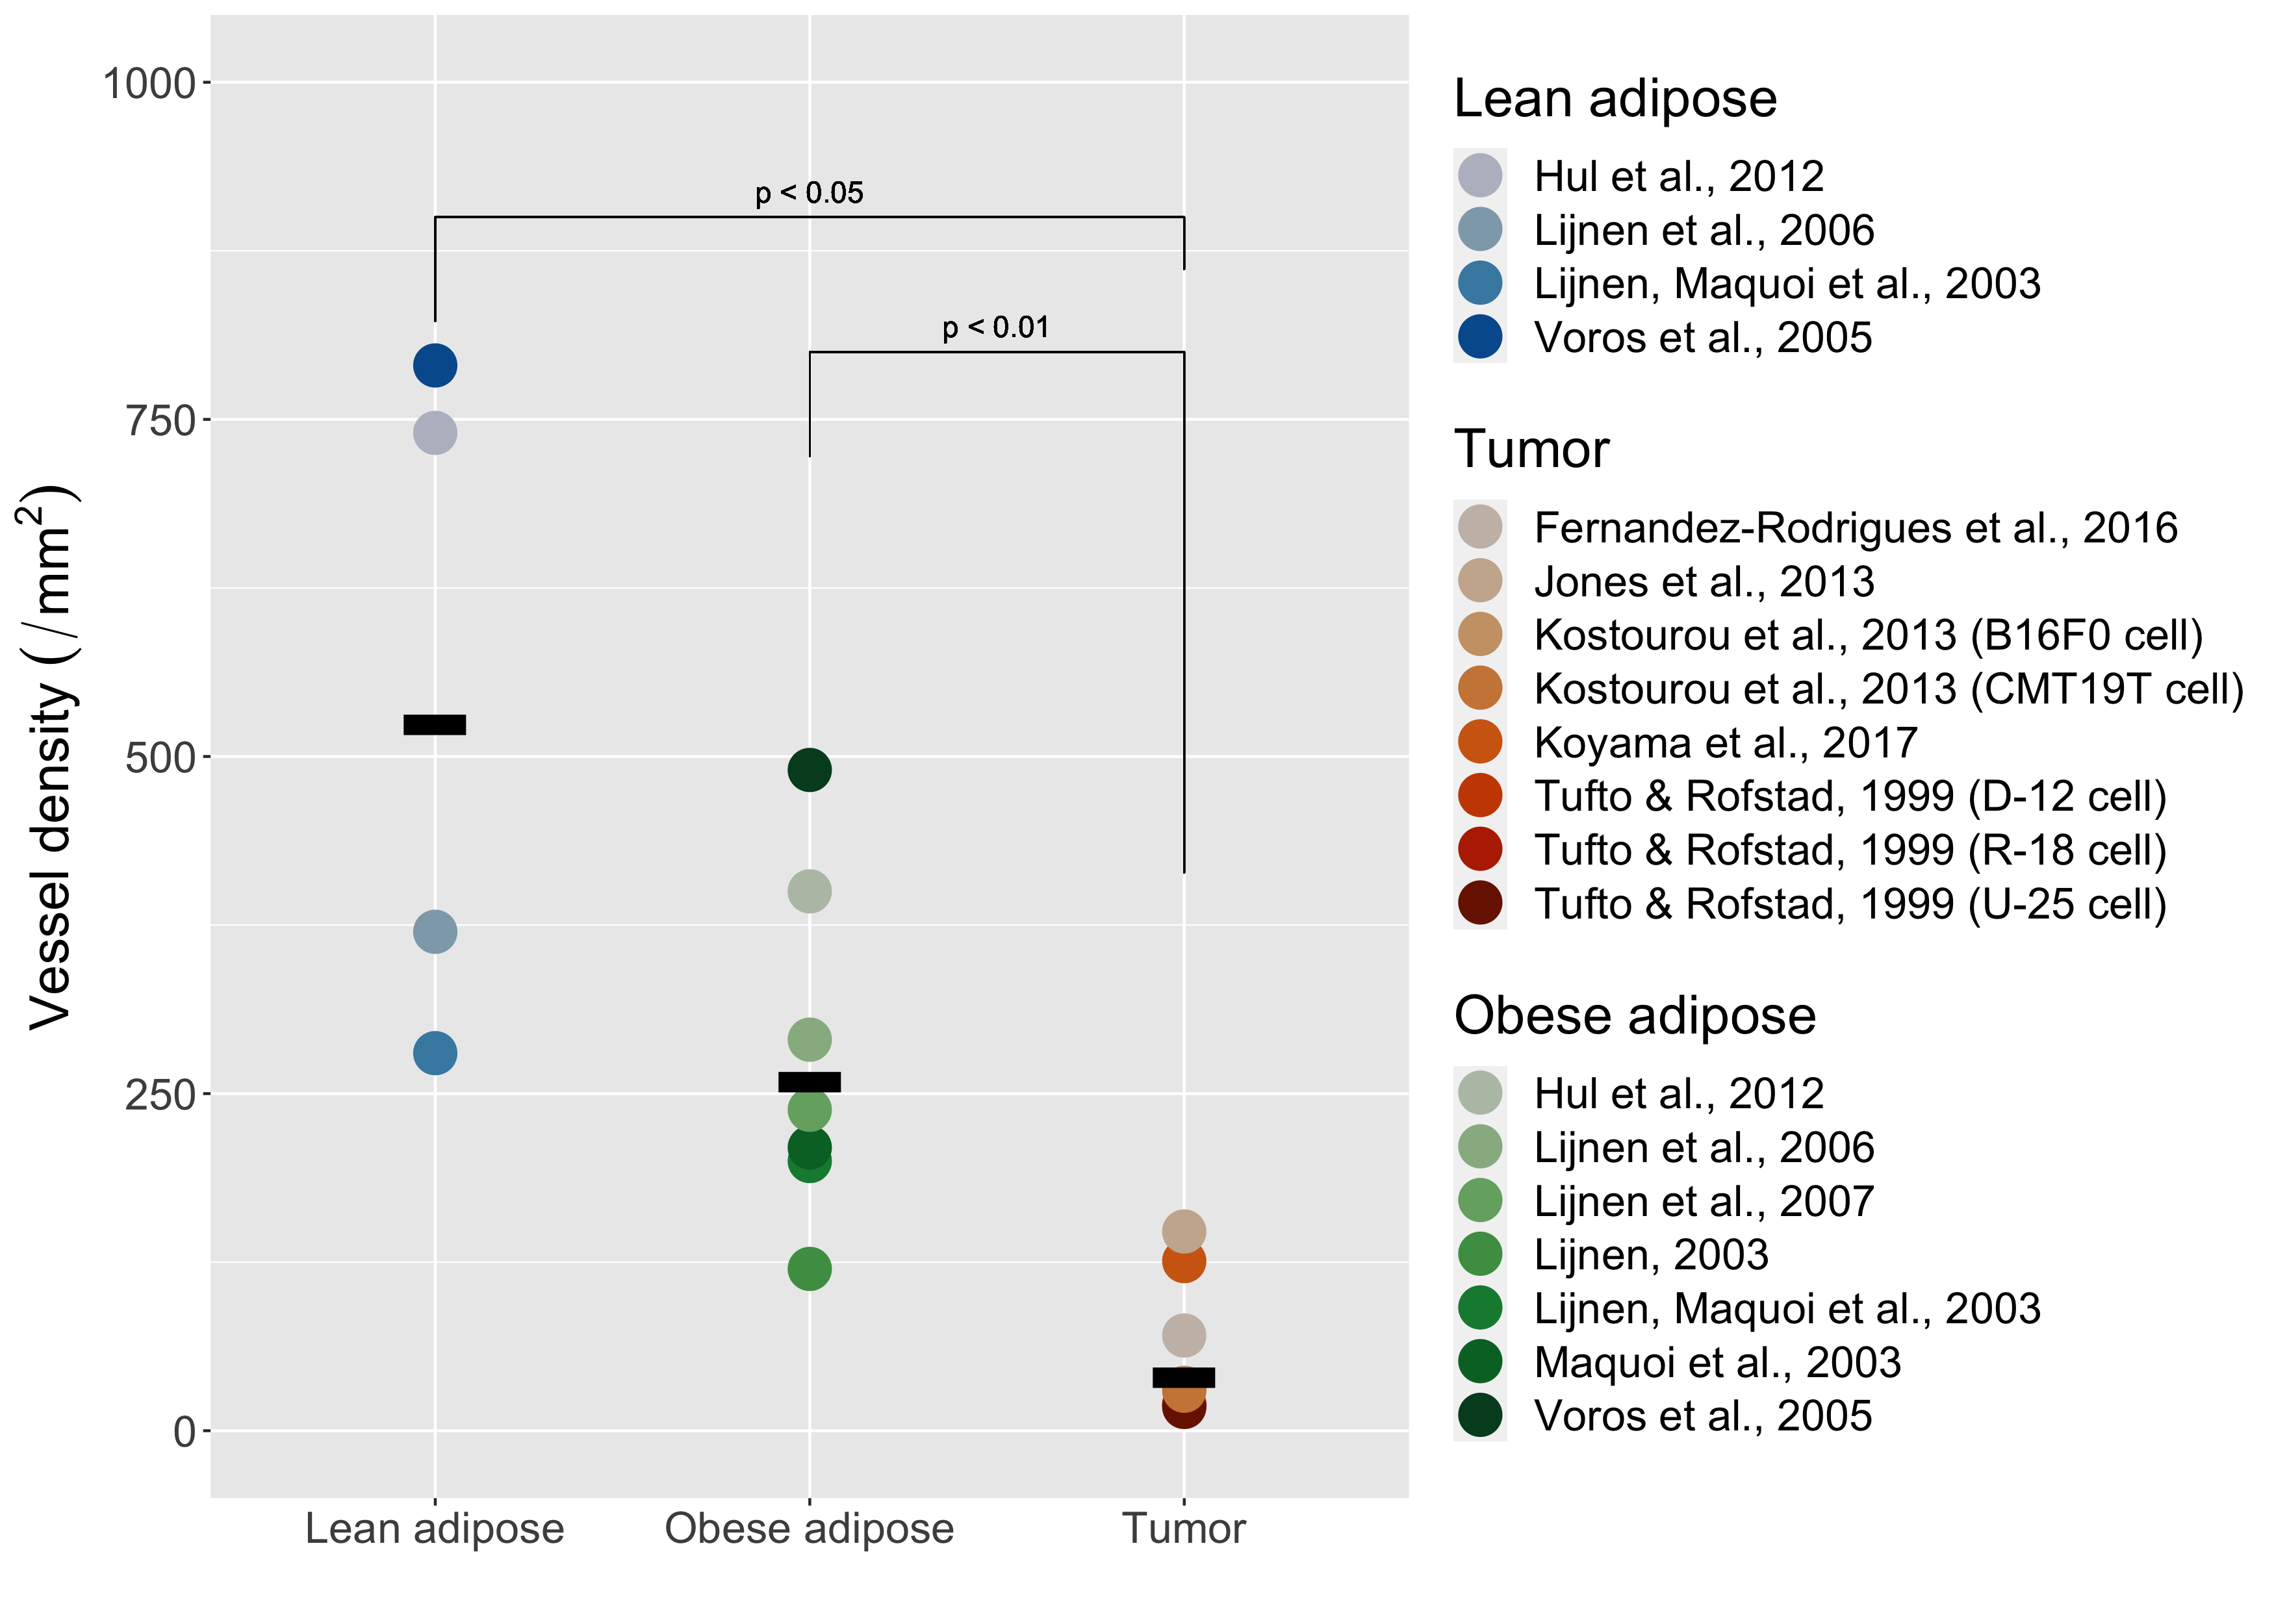 Vessel density (/mm²)
1000
750
500
250
0
p < 0.05
p < 0.01
Lean adipose
Obese adipose
Tumor
Lean adipose
Hul et al., 2012
Lijnen et al., 2006
Lijnen, Maquoi et al., 2003
Voros et al., 2005
Tumor
Fernandez-Rodrigues et al., 2016
Jones et al., 2013
Kostourou et al., 2013 (B16F0 cell)
Kostourou et al., 2013 (CMT19T cell)
Koyama et al., 2017
Tufto & Rofstad, 1999 (D-12 cell)
Tufto & Rofstad, 1999 (R-18 cell)
Tufto & Rofstad, 1999 (U-25 cell)
Obese adipose
Hul et al., 2012
Lijnen et al., 2006
Lijnen et al., 2007
Lijnen, 2003
Lijnen, Maquoi et al., 2003
Maquoi et al., 2003
Voros et al., 2005